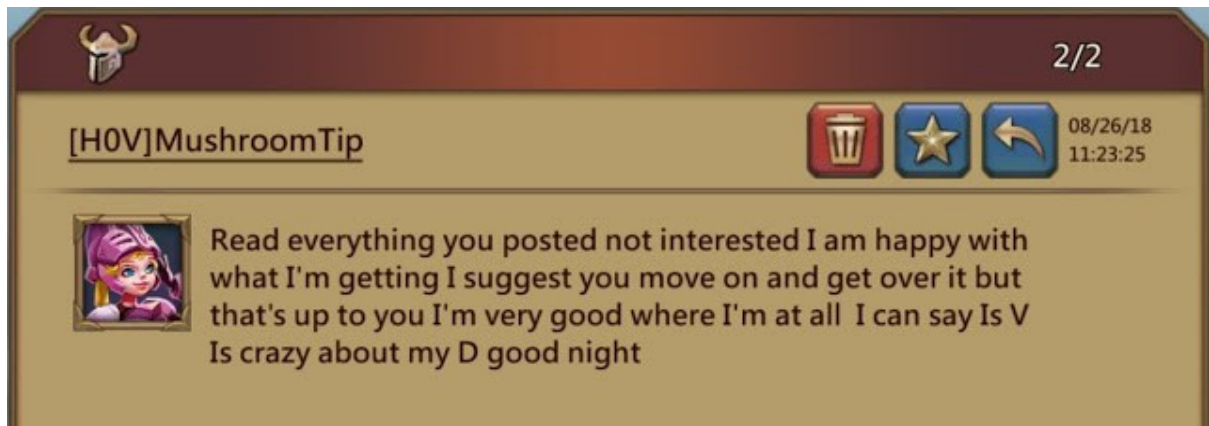 2/2
[H0V]MushroomTip
08/26/18
11:23:25
Read everything you posted not interested I am happy with
what I'm getting I suggest you move on and get over it but
that's up to you I'm very good where I'm at all  I can say Is V
Is crazy about my D good night